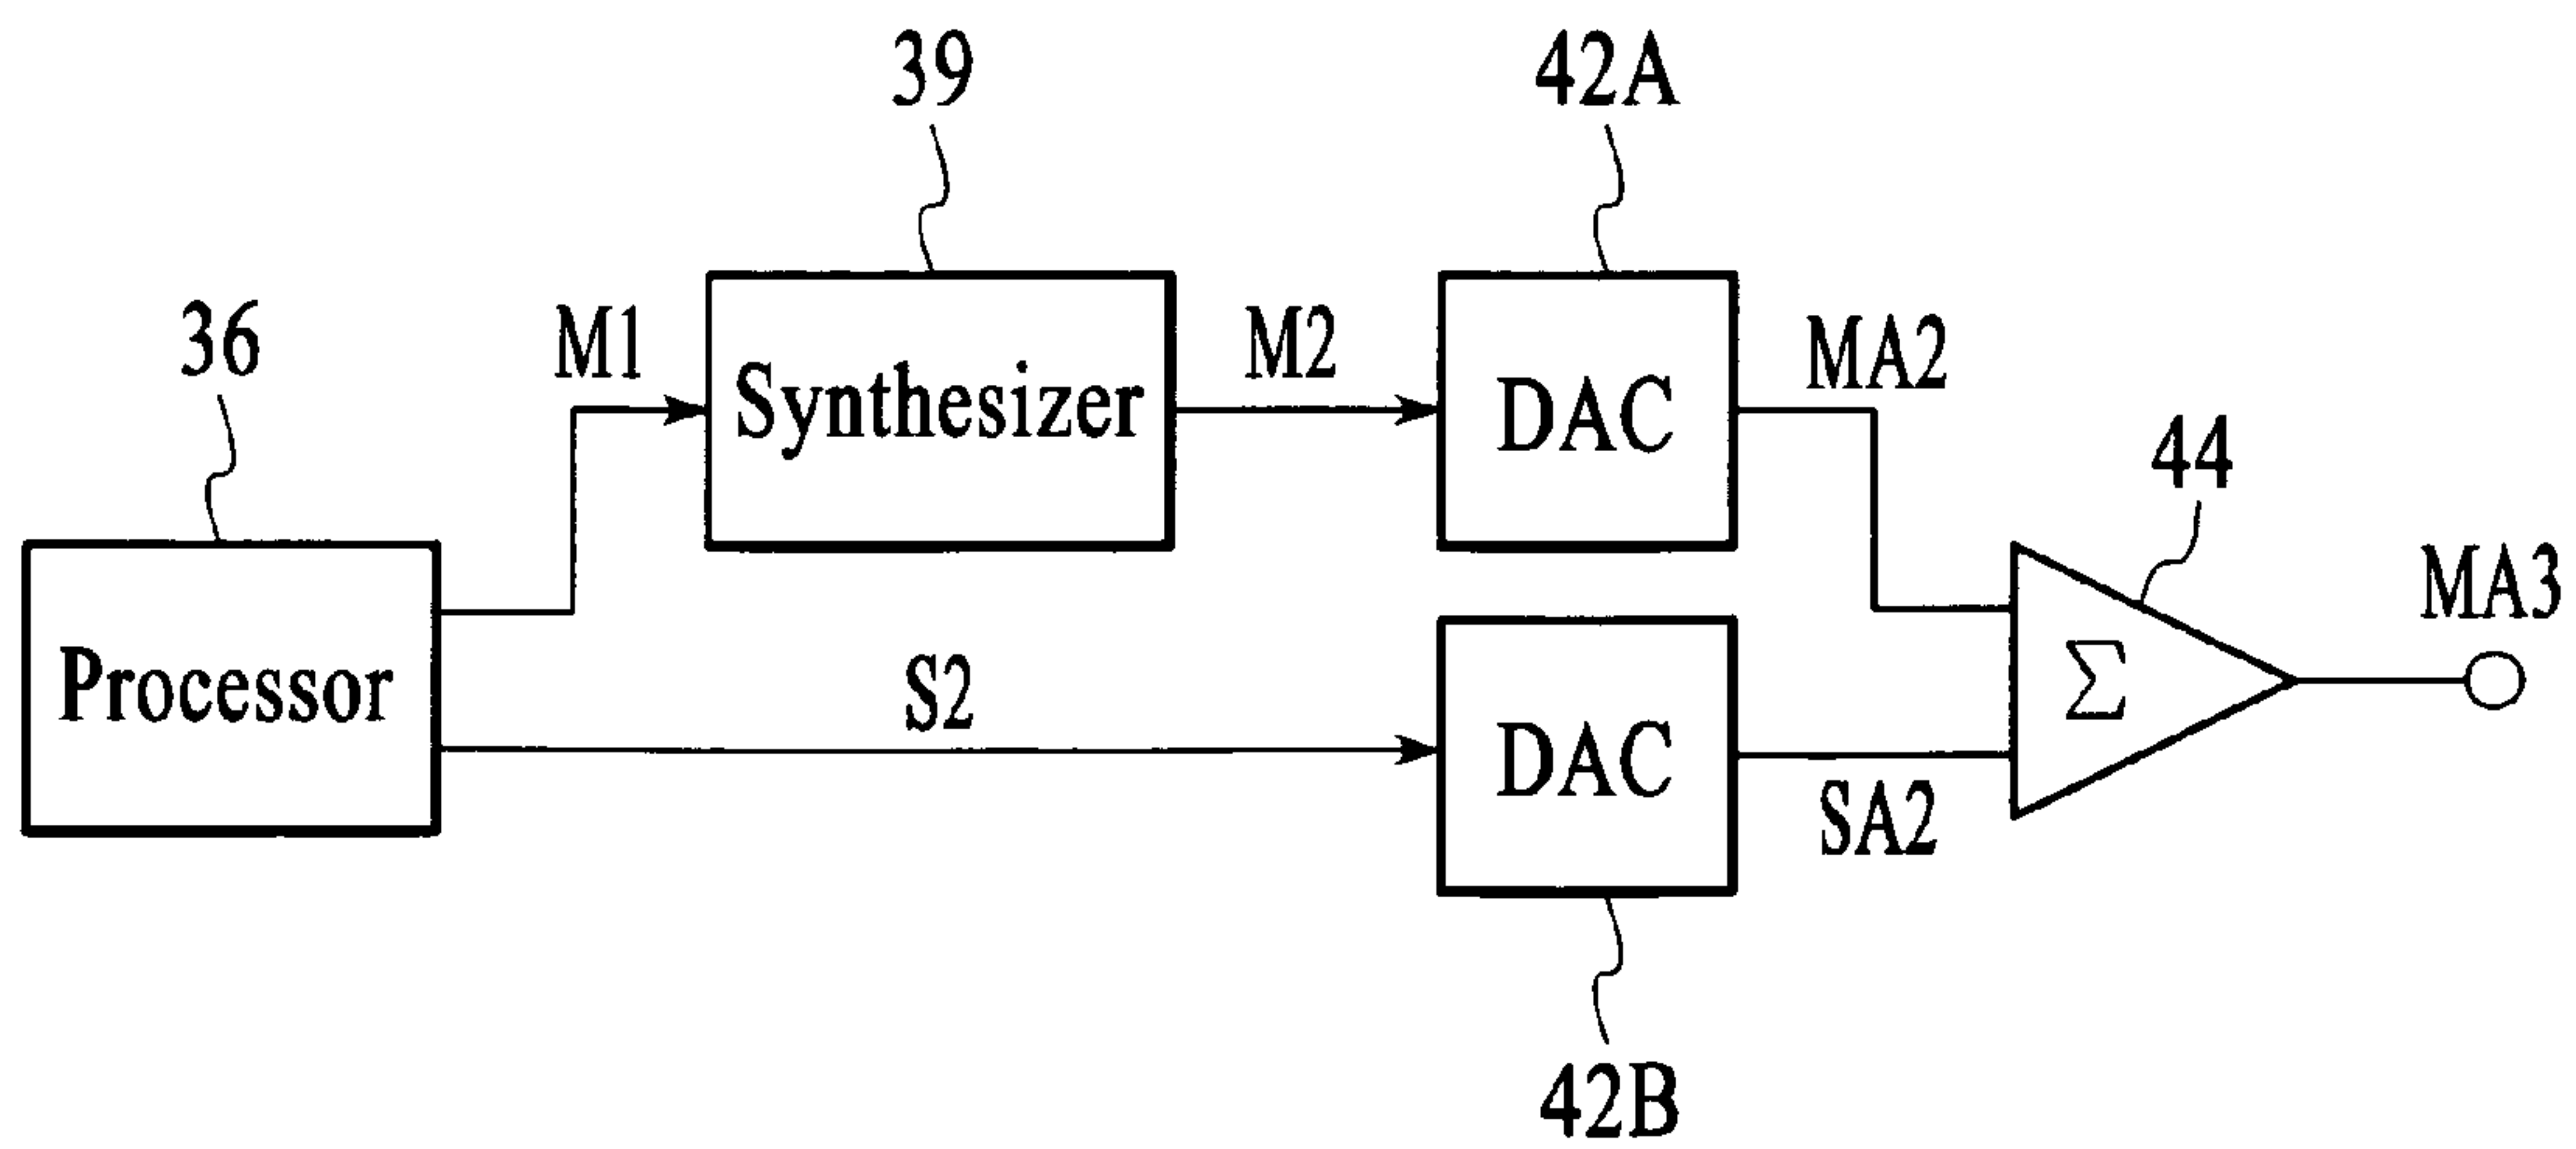 39
42A
36
M1
Synthesizer
M2
DAC
MA2
44
MA3
Processor
S2
DAC
Σ
SA2
42B